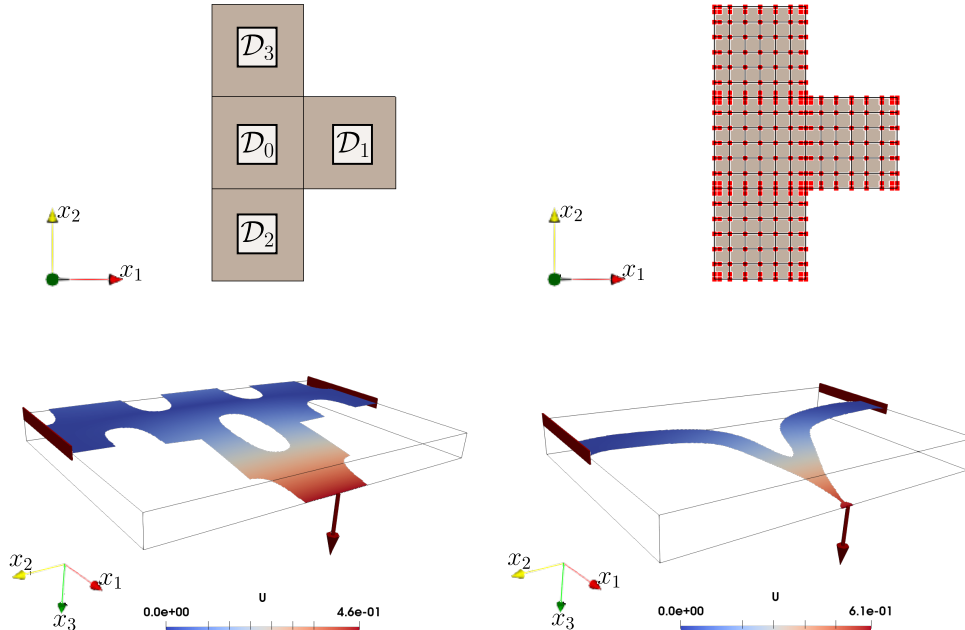 𝒟₃
𝒟₀ 𝒟₁
𝒟₂
x₂ x₂
x₁ x₁
x₂ x₁ x₂ x₁
x₃ x₃
U U
0.0e+00 4.6e-01 0.0e+00 6.1e-01